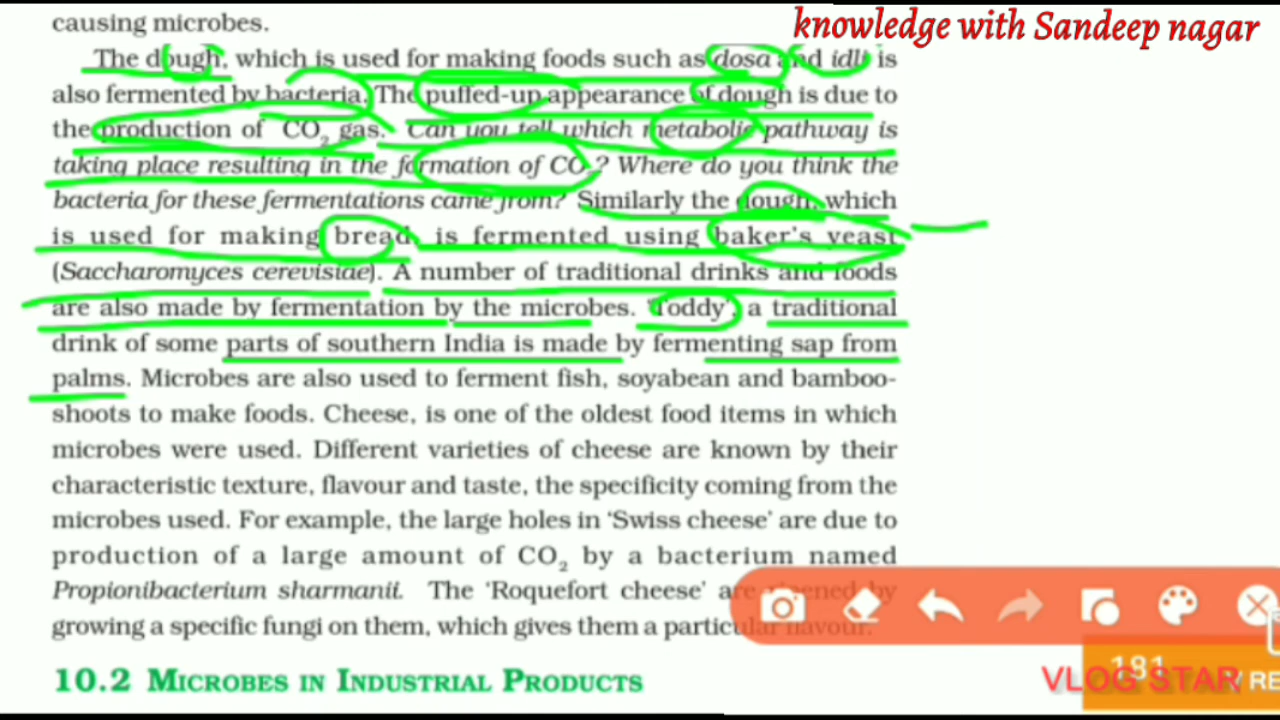 knowledge with Sandeep nagar
causing microbes.
The dough, which is used for making foods such as dosa and idli is
also fermented by bacteria. The puffed-up appearance of dough is due to
the production of CO₂ gas. Can you tell which metabolic pathway is
taking place resulting in the formation of CO₂? Where do you think the
bacteria for these fermentations came from? Similarly the dough, which
is used for making bread, is fermented using baker's yeast
(Saccharomyces cerevisiae). A number of traditional drinks and foods
are also made by fermentation by the microbes. 'Toddy', a traditional
drink of some parts of southern India is made by fermenting sap from
palms. Microbes are also used to ferment fish, soyabean and bamboo-
shoots to make foods. Cheese, is one of the oldest food items in which
microbes were used. Different varieties of cheese are known by their
characteristic texture, flavour and taste, the specificity coming from the
microbes used. For example, the large holes in 'Swiss cheese' are due to
production of a large amount of CO₂ by a bacterium named
Propionibacterium sharmanii. The 'Roquefort cheese' are ripened by
growing a specific fungi on them, which gives them a particular flavour.
10.2 MICROBES IN INDUSTRIAL PRODUCTS
181
VLOG STAR
RE